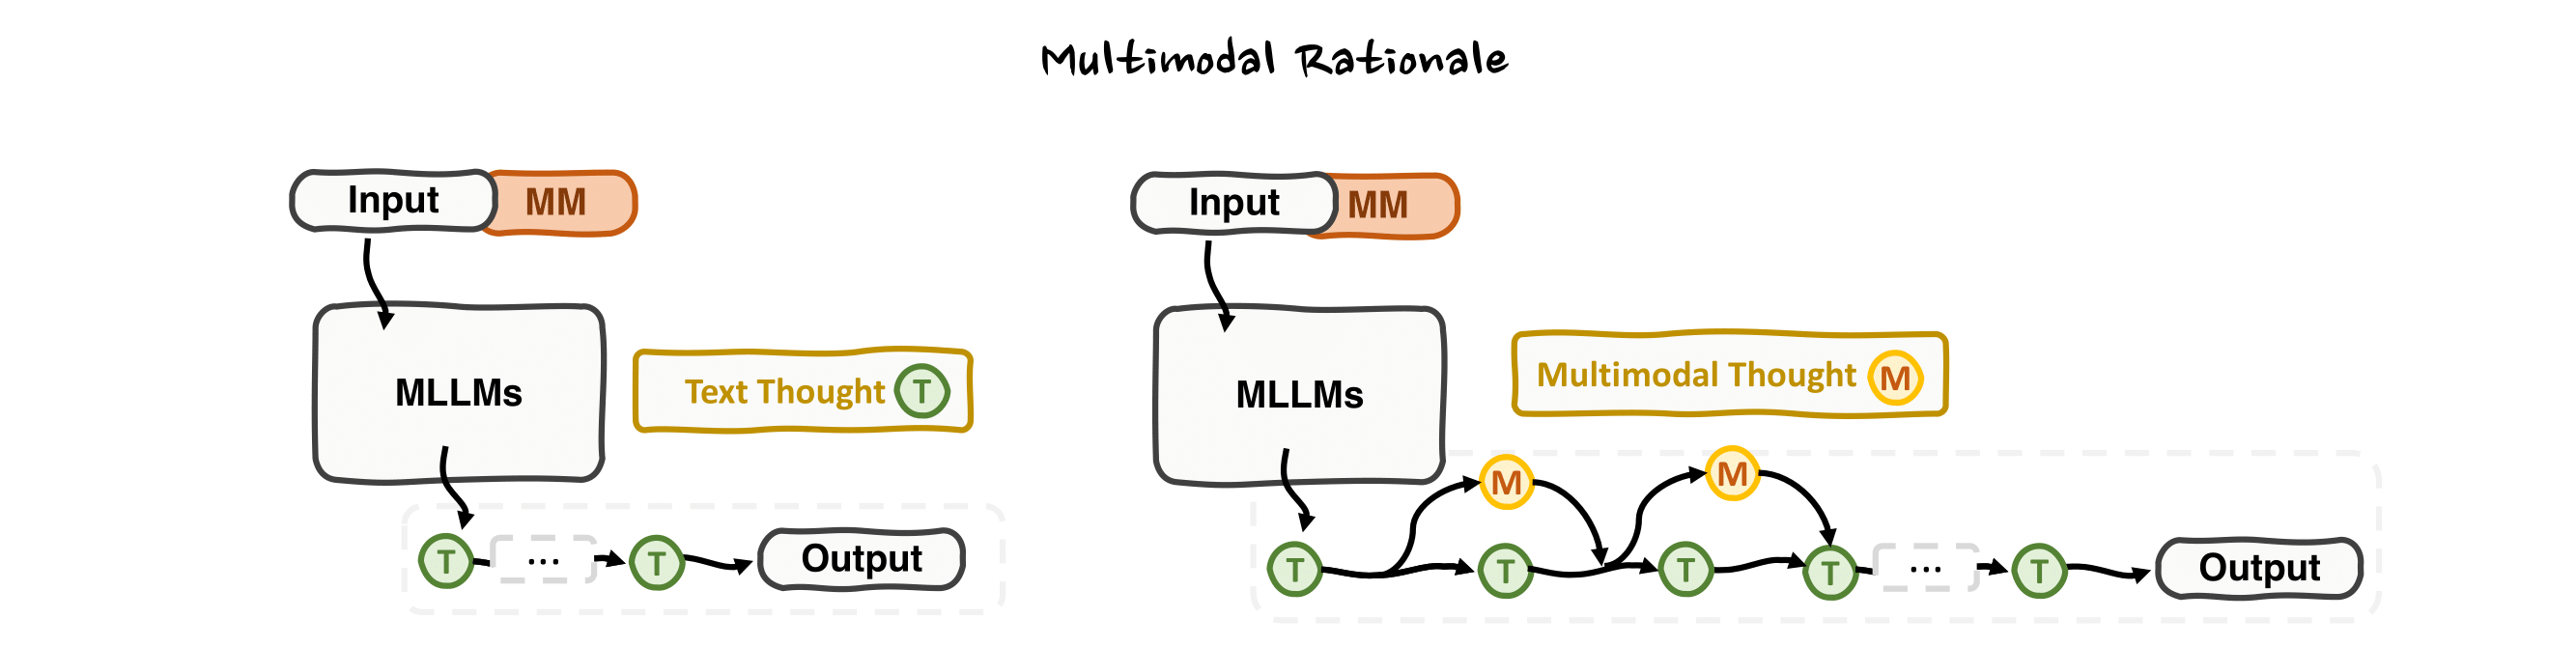 Multimodal Rationale
Input MM
MLLMs
Text Thought T
T ... T Output
Input MM
MLLMs
Multimodal Thought M
M M
T T T T ... T Output